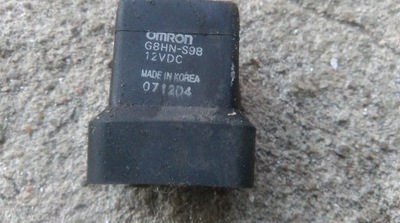 omron
G8HN-S98
12VDC
MADE IN KOREA
071204